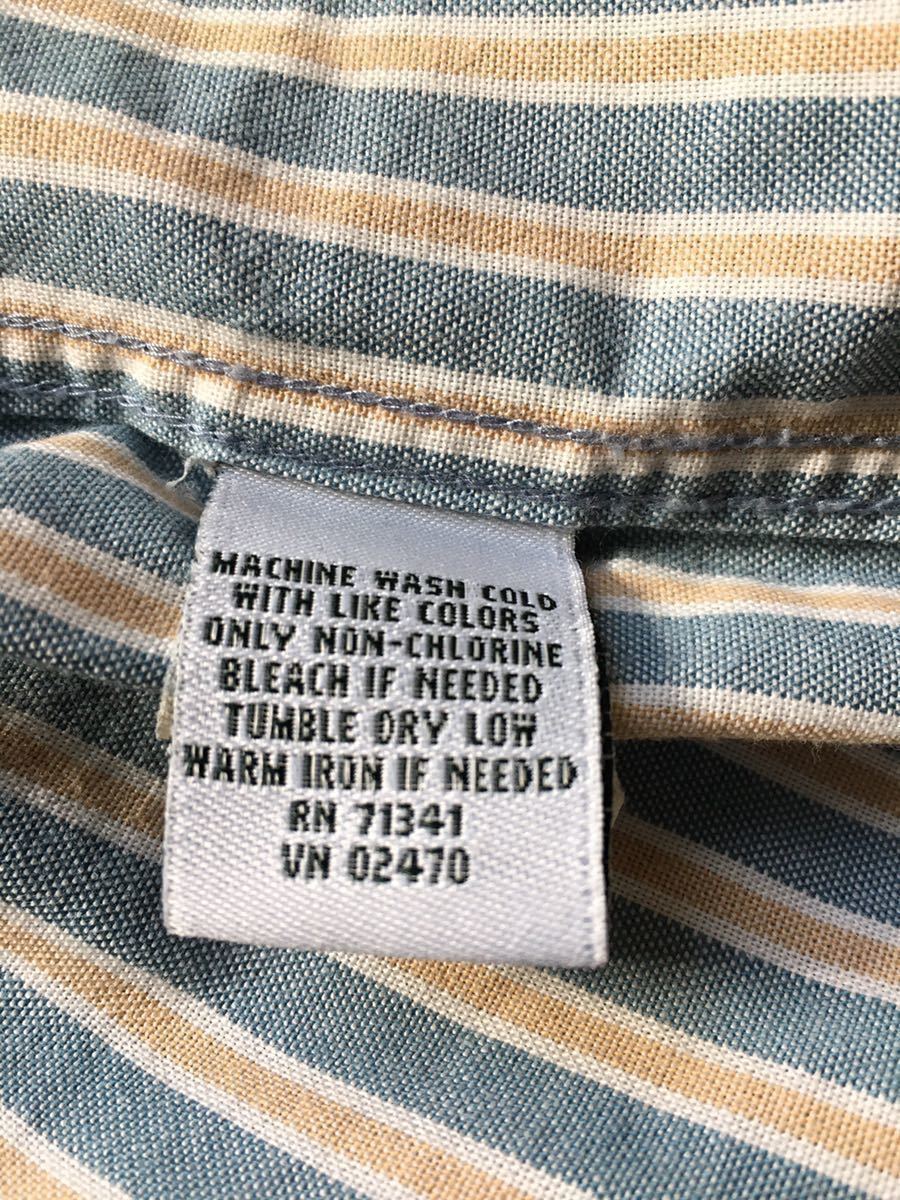 MACHINE WASH COLD
WITH LIKE COLORS
ONLY NON-CHLORINE
BLEACH IF NEEDED
TUMBLE DRY LOW
WARM IRON IF NEEDED
RN 71341
VN 02470